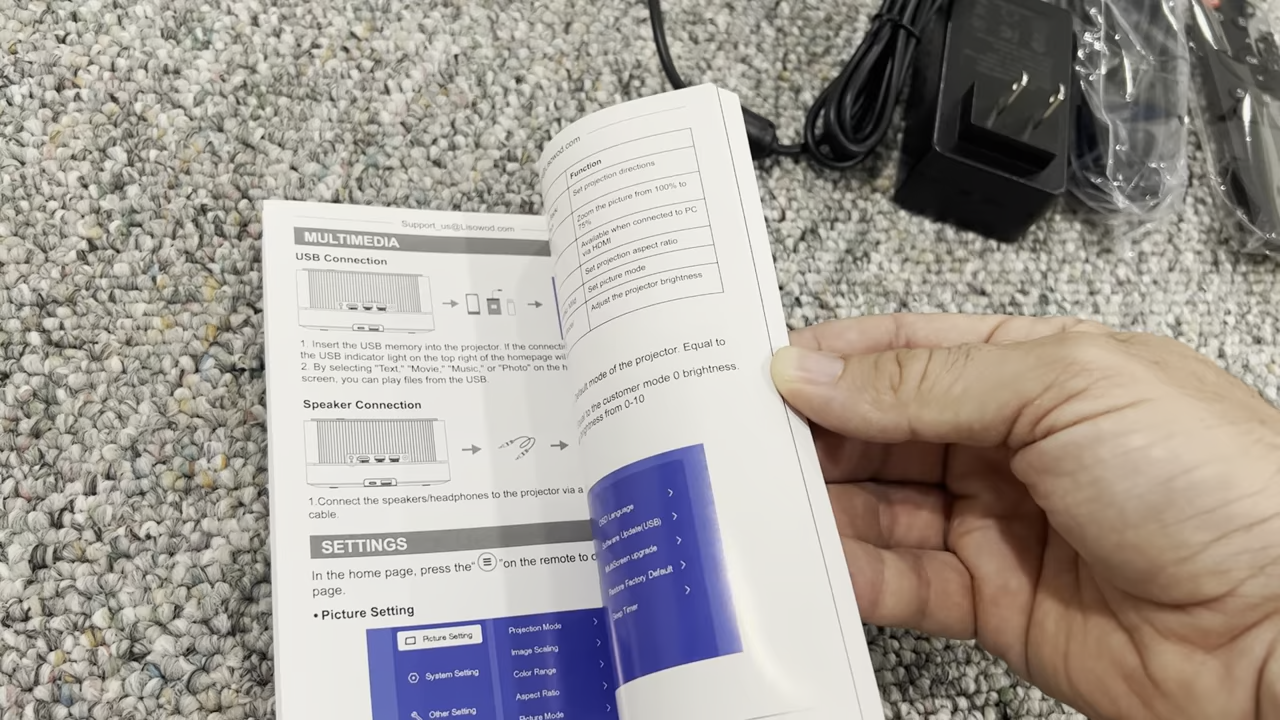 Support_us@Lisowod.com
MULTIMEDIA
USB Connection
1. Insert the USB memory into the projector. If the
the USB indicator light on the top right of the homepage
2. By selecting "Text," "Movie," "Music," or "Photo" on the
screen, you can play files from the USB.
Speaker Connection
1.Connect the speakers/headphones to the projector via a
cable.
SETTINGS
In the home page, press the" "on the remote to
page.
• Picture Setting
Picture Setting
System Setting
Other Setting
Projection Mode
Image Scaling
Color Range
Aspect Ratio
Picture Mode
Function
Set projection directions
Zoom the picture from 100% to
75%
Available when connected to PC
via HDMI
Set projection aspect ratio
Set picture mode
Adjust the projector brightness
mode of the projector. Equal to
to the customer mode 0 brightness.
from 0-10
OSD Language
Software Update(USB)
MultiScreen upgrade
Restore Factory Default
Sleep Timer